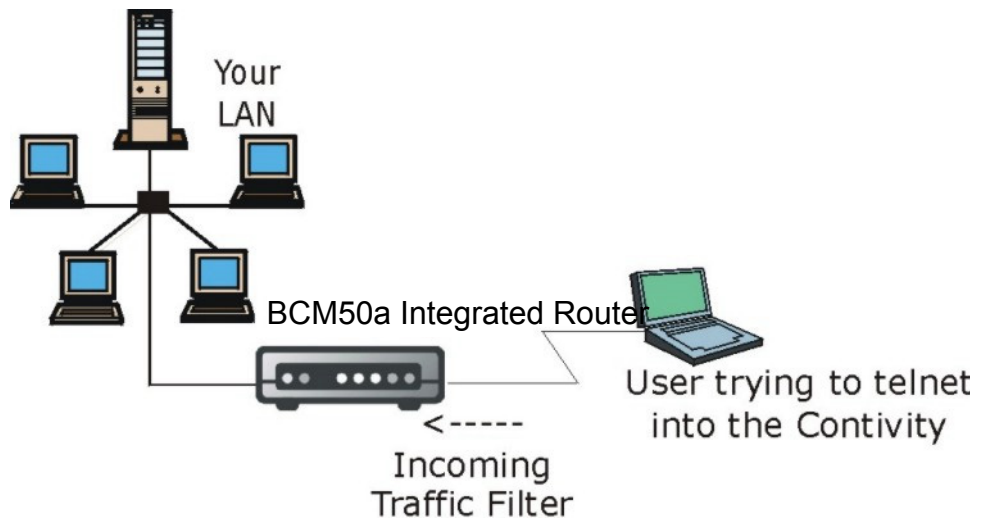 Your
LAN
BCM50a Integrated Router
User trying to telnet
into the Contivity
<-----
Incoming
Traffic Filter